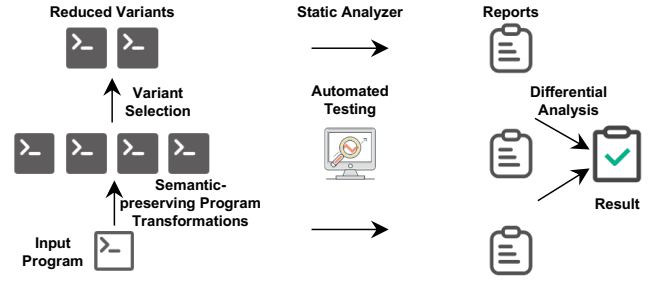 Reduced Variants
Static Analyzer
Reports
Variant
Selection
Automated
Testing
Differential
Analysis
Semantic-
preserving Program
Transformations
Input
Program
Result